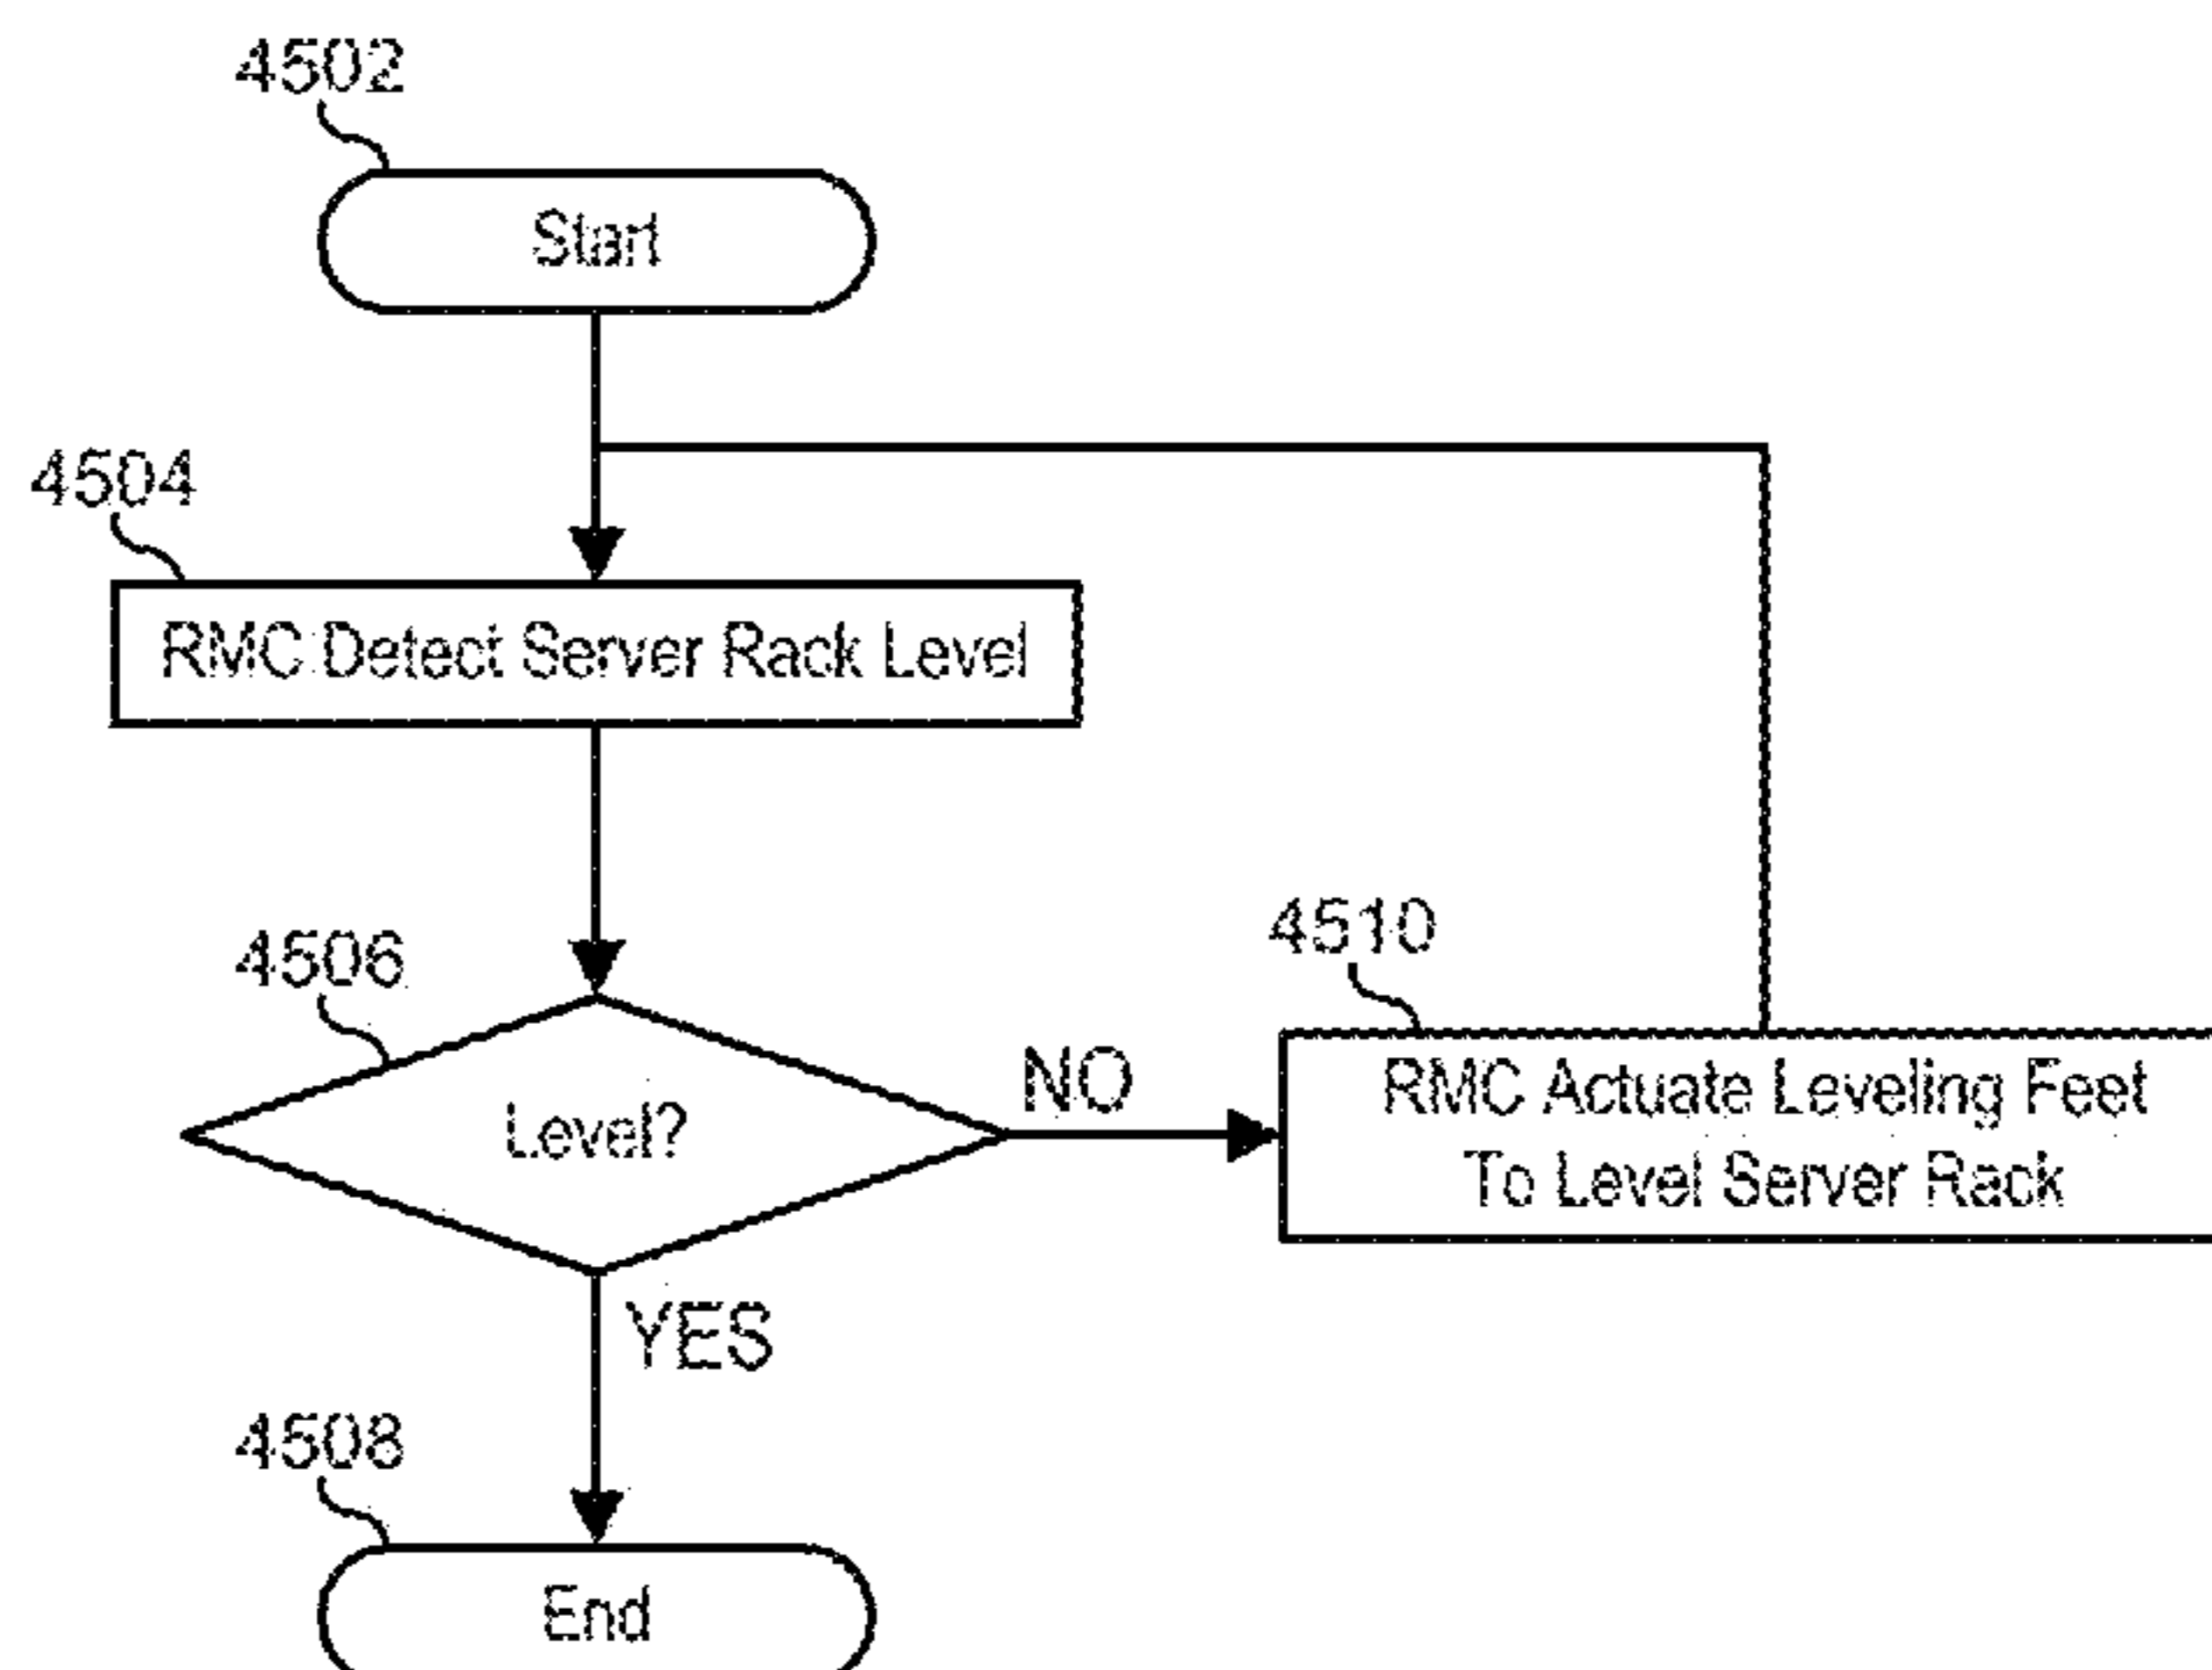 4502
Start
4504
RMC Detect Server Rack Level
4506
Level?
NO
4510
RMC Actuate Leveling Feet
To Level Server Rack
YES
4508
End